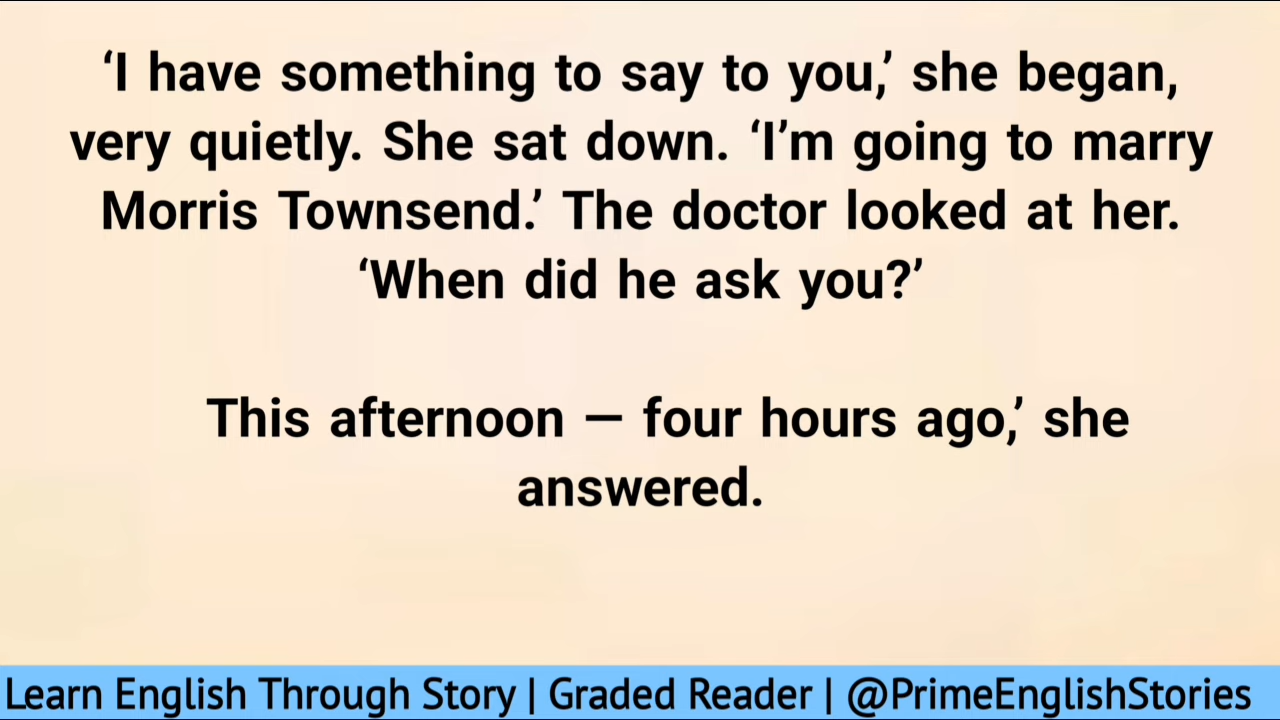 ‘I have something to say to you,’ she began,
very quietly. She sat down. ‘I’m going to marry
Morris Townsend.’ The doctor looked at her.
‘When did he ask you?’
This afternoon — four hours ago,’ she
answered.
Learn English Through Story | Graded Reader | @PrimeEnglishStories